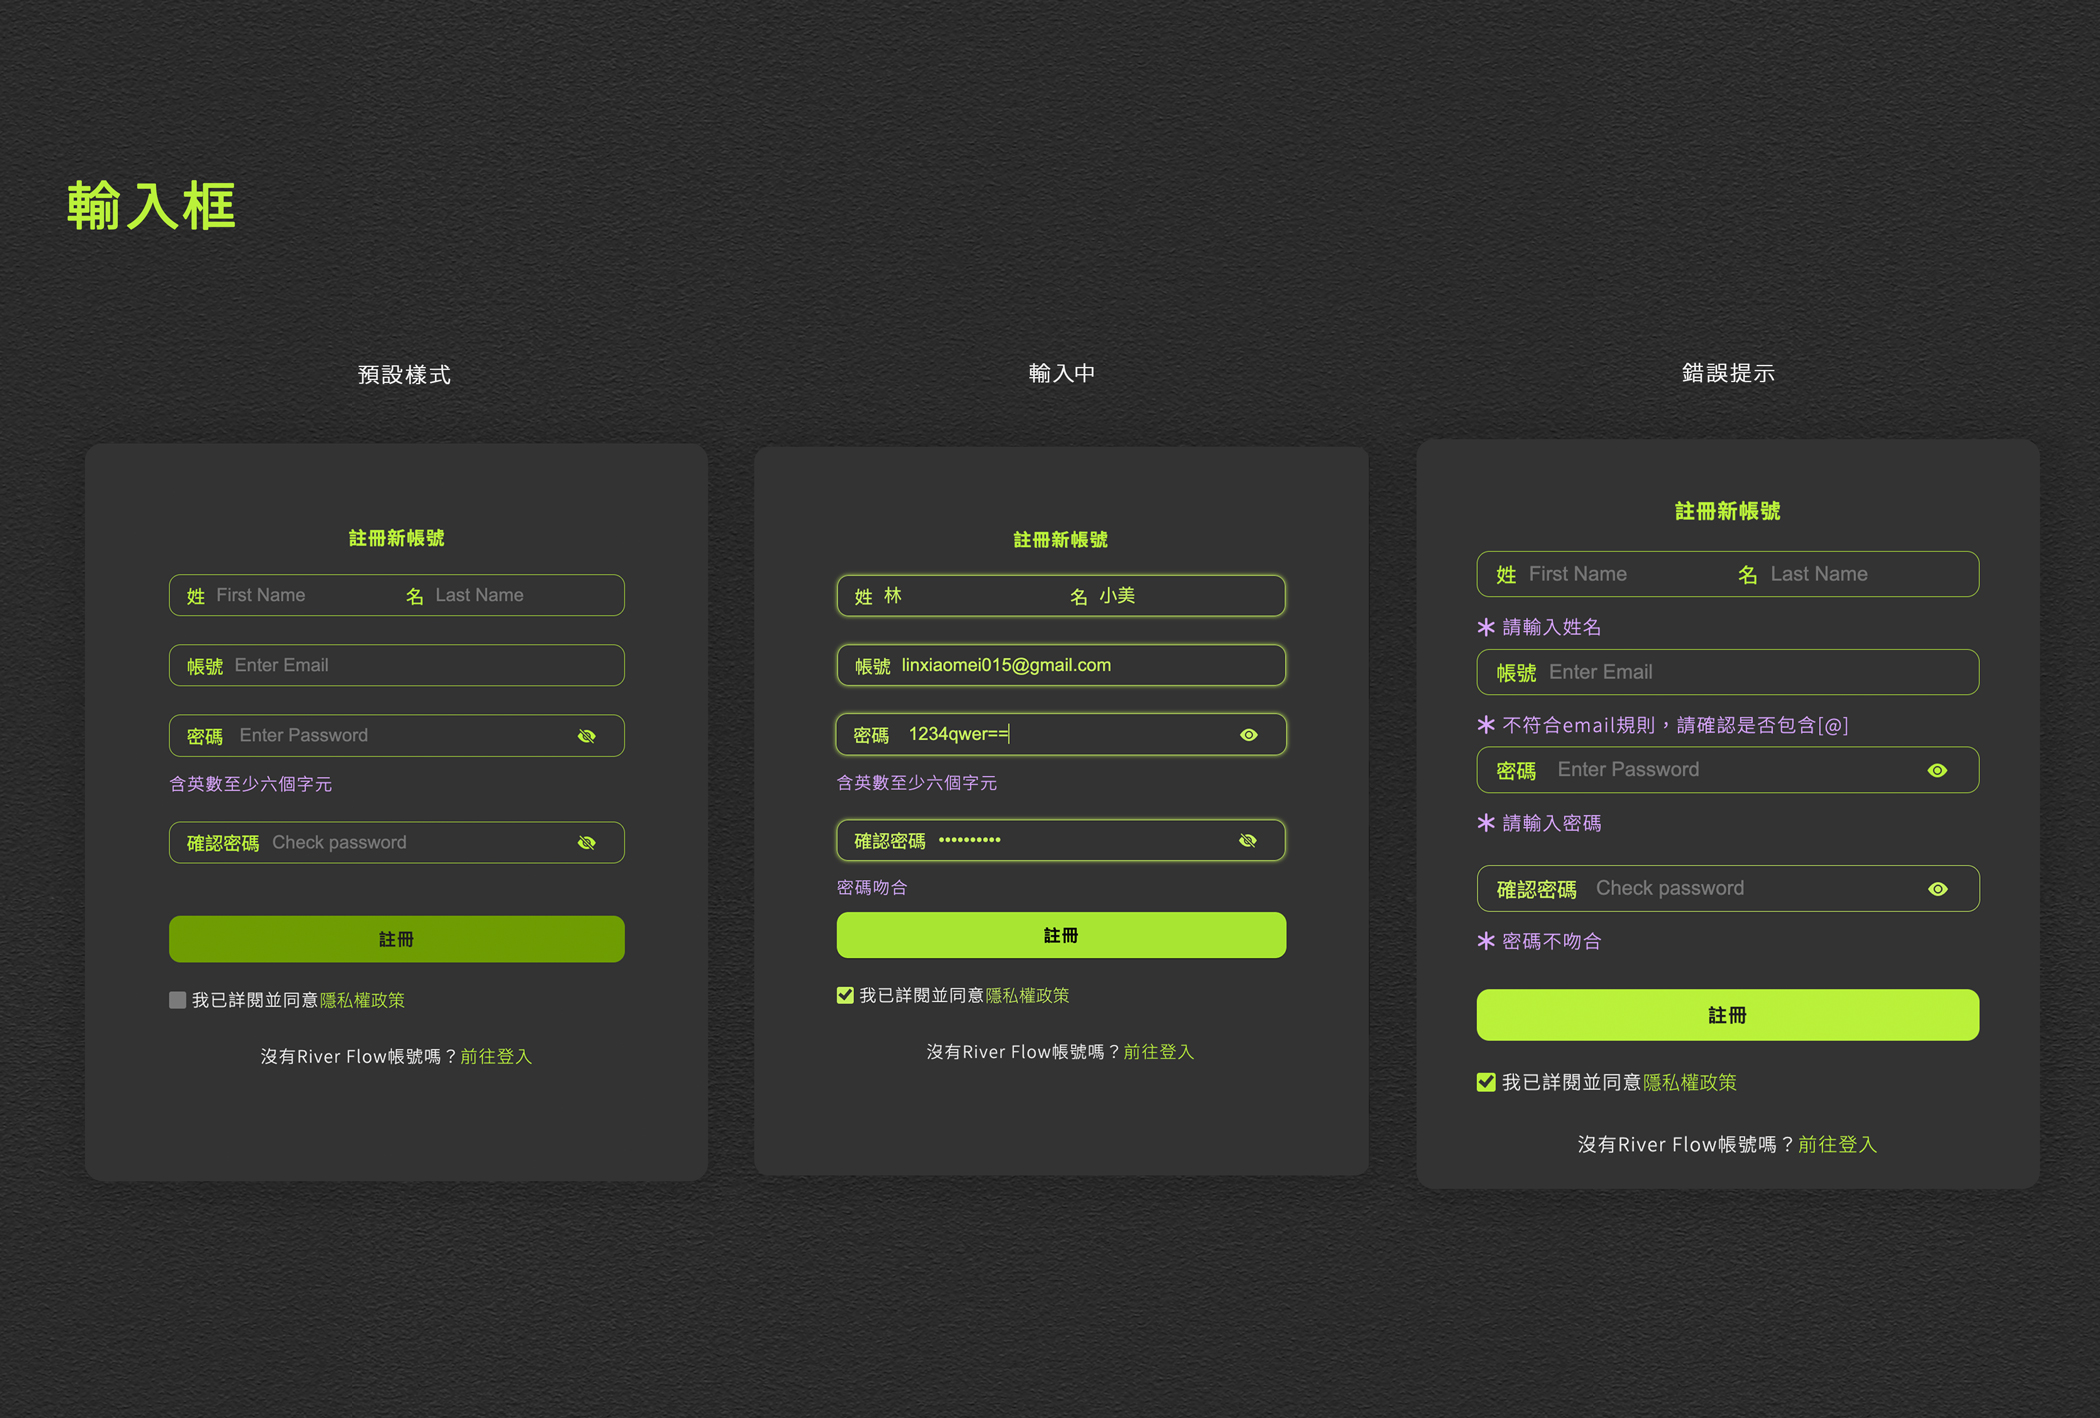 輸入框
預設樣式
註冊新帳號
姓 First Name 名 Last Name
帳號 Enter Email
密碼 Enter Password
含英數至少六個字元
確認密碼 Check password
註冊
我已詳閱並同意隱私權政策
沒有River Flow帳號嗎？前往登入
輸入中
註冊新帳號
姓 林 名 小美
帳號 linxiaomei015@gmail.com
密碼 1234qwer==
含英數至少六個字元
確認密碼 ••••••••••
密碼吻合
註冊
我已詳閱並同意隱私權政策
沒有River Flow帳號嗎？前往登入
錯誤提示
註冊新帳號
姓 First Name 名 Last Name
* 請輸入姓名
帳號 Enter Email
* 不符合email規則，請確認是否包含[@]
密碼 Enter Password
* 請輸入密碼
確認密碼 Check password
* 密碼不吻合
註冊
我已詳閱並同意隱私權政策
沒有River Flow帳號嗎？前往登入